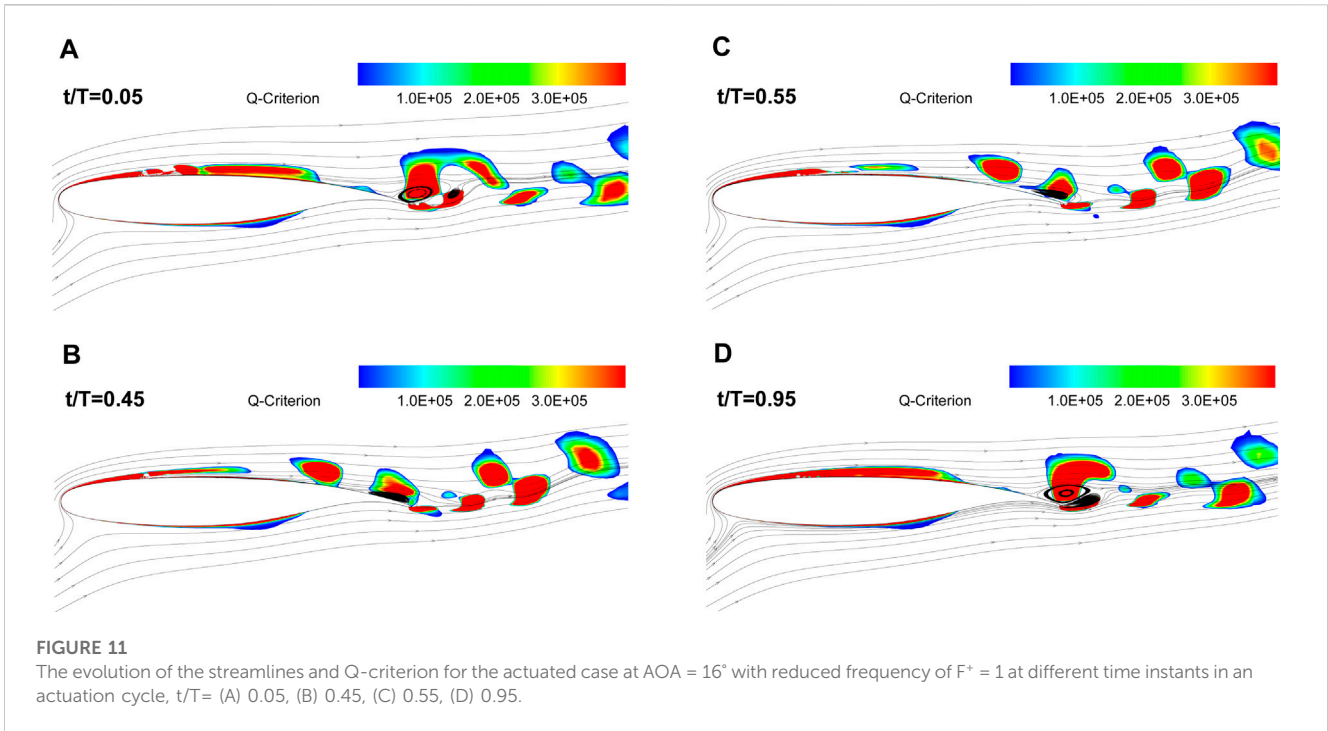 A
t/T=0.05
Q-Criterion
1.0E+05 2.0E+05 3.0E+05
C
t/T=0.55
Q-Criterion
1.0E+05 2.0E+05 3.0E+05
B
t/T=0.45
Q-Criterion
1.0E+05 2.0E+05 3.0E+05
D
t/T=0.95
Q-Criterion
1.0E+05 2.0E+05 3.0E+05
FIGURE 11
The evolution of the streamlines and Q-criterion for the actuated case at AOA = 16° with reduced frequency of F⁺ = 1 at different time instants in an
actuation cycle, t/T= (A) 0.05, (B) 0.45, (C) 0.55, (D) 0.95.